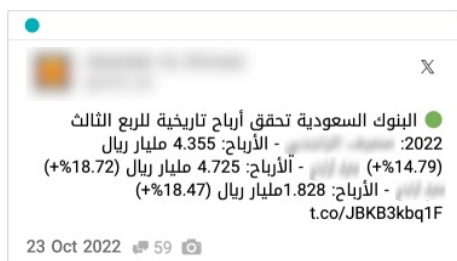 🟢 البنوك السعودية تحقق أرباح تاريخية للربع الثالث
2022: - الأرباح: 4.355 مليار ريال
(+%14.79) - الأرباح: 4.725 مليار ريال (+%18.72)
- الأرباح: 1.828مليار ريال (+%18.47)
t.co/JBKB3kbq1F
23 Oct 2022 59